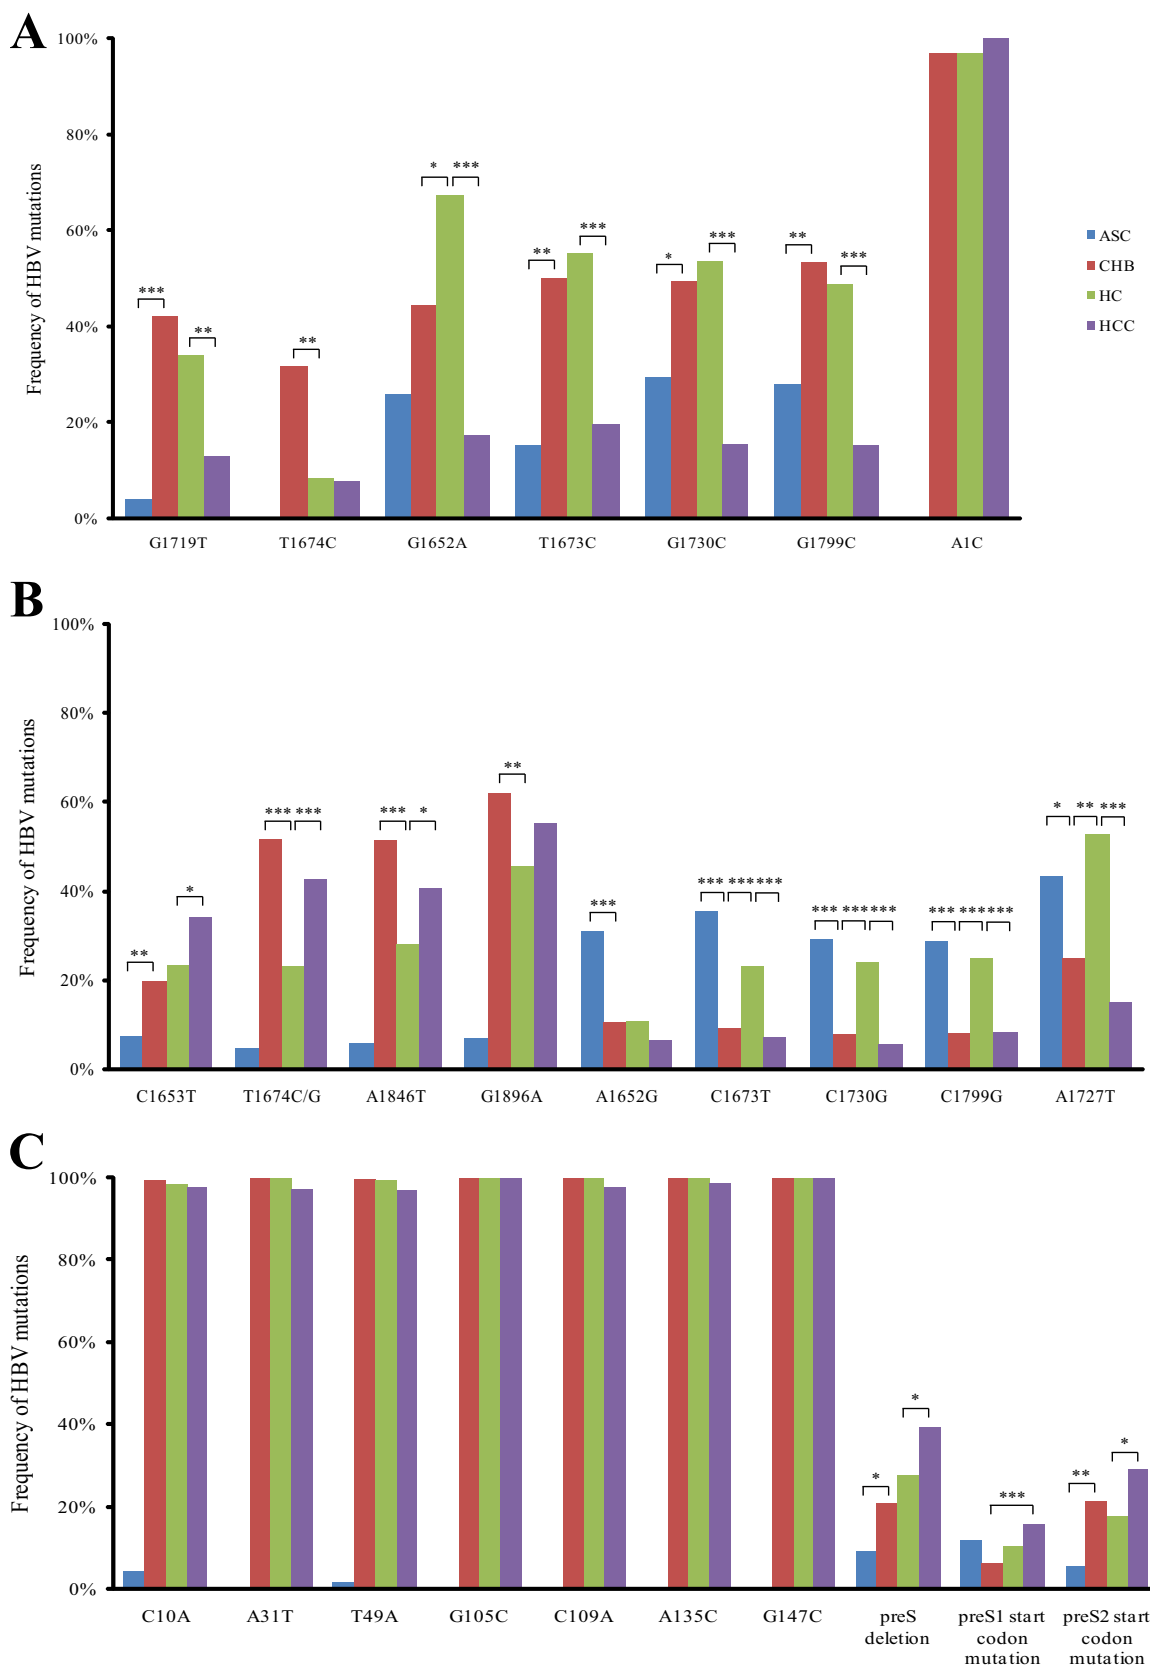 A
100%
80%
60%
40%
20%
0%
Frequency of HBV mutations
*** ** ** * *** ** *** * *** ** ***
G1719T T1674C G1652A T1673C G1730C G1799C A1C
ASC
CHB
HC
HCC
B
100%
80%
60%
40%
20%
0%
Frequency of HBV mutations
** * *** *** *** * ** *** *** *** *** *** *** *** *** *** *** * ** ***
C1653T T1674C/G A1846T G1896A A1652G C1673T C1730G C1799G A1727T
C
100%
80%
60%
40%
20%
0%
Frequency of HBV mutations
* * *** ** *
C10A A31T T49A G105C C109A A135C G147C preS preS1 start preS2 start
deletion codon codon
mutation mutation